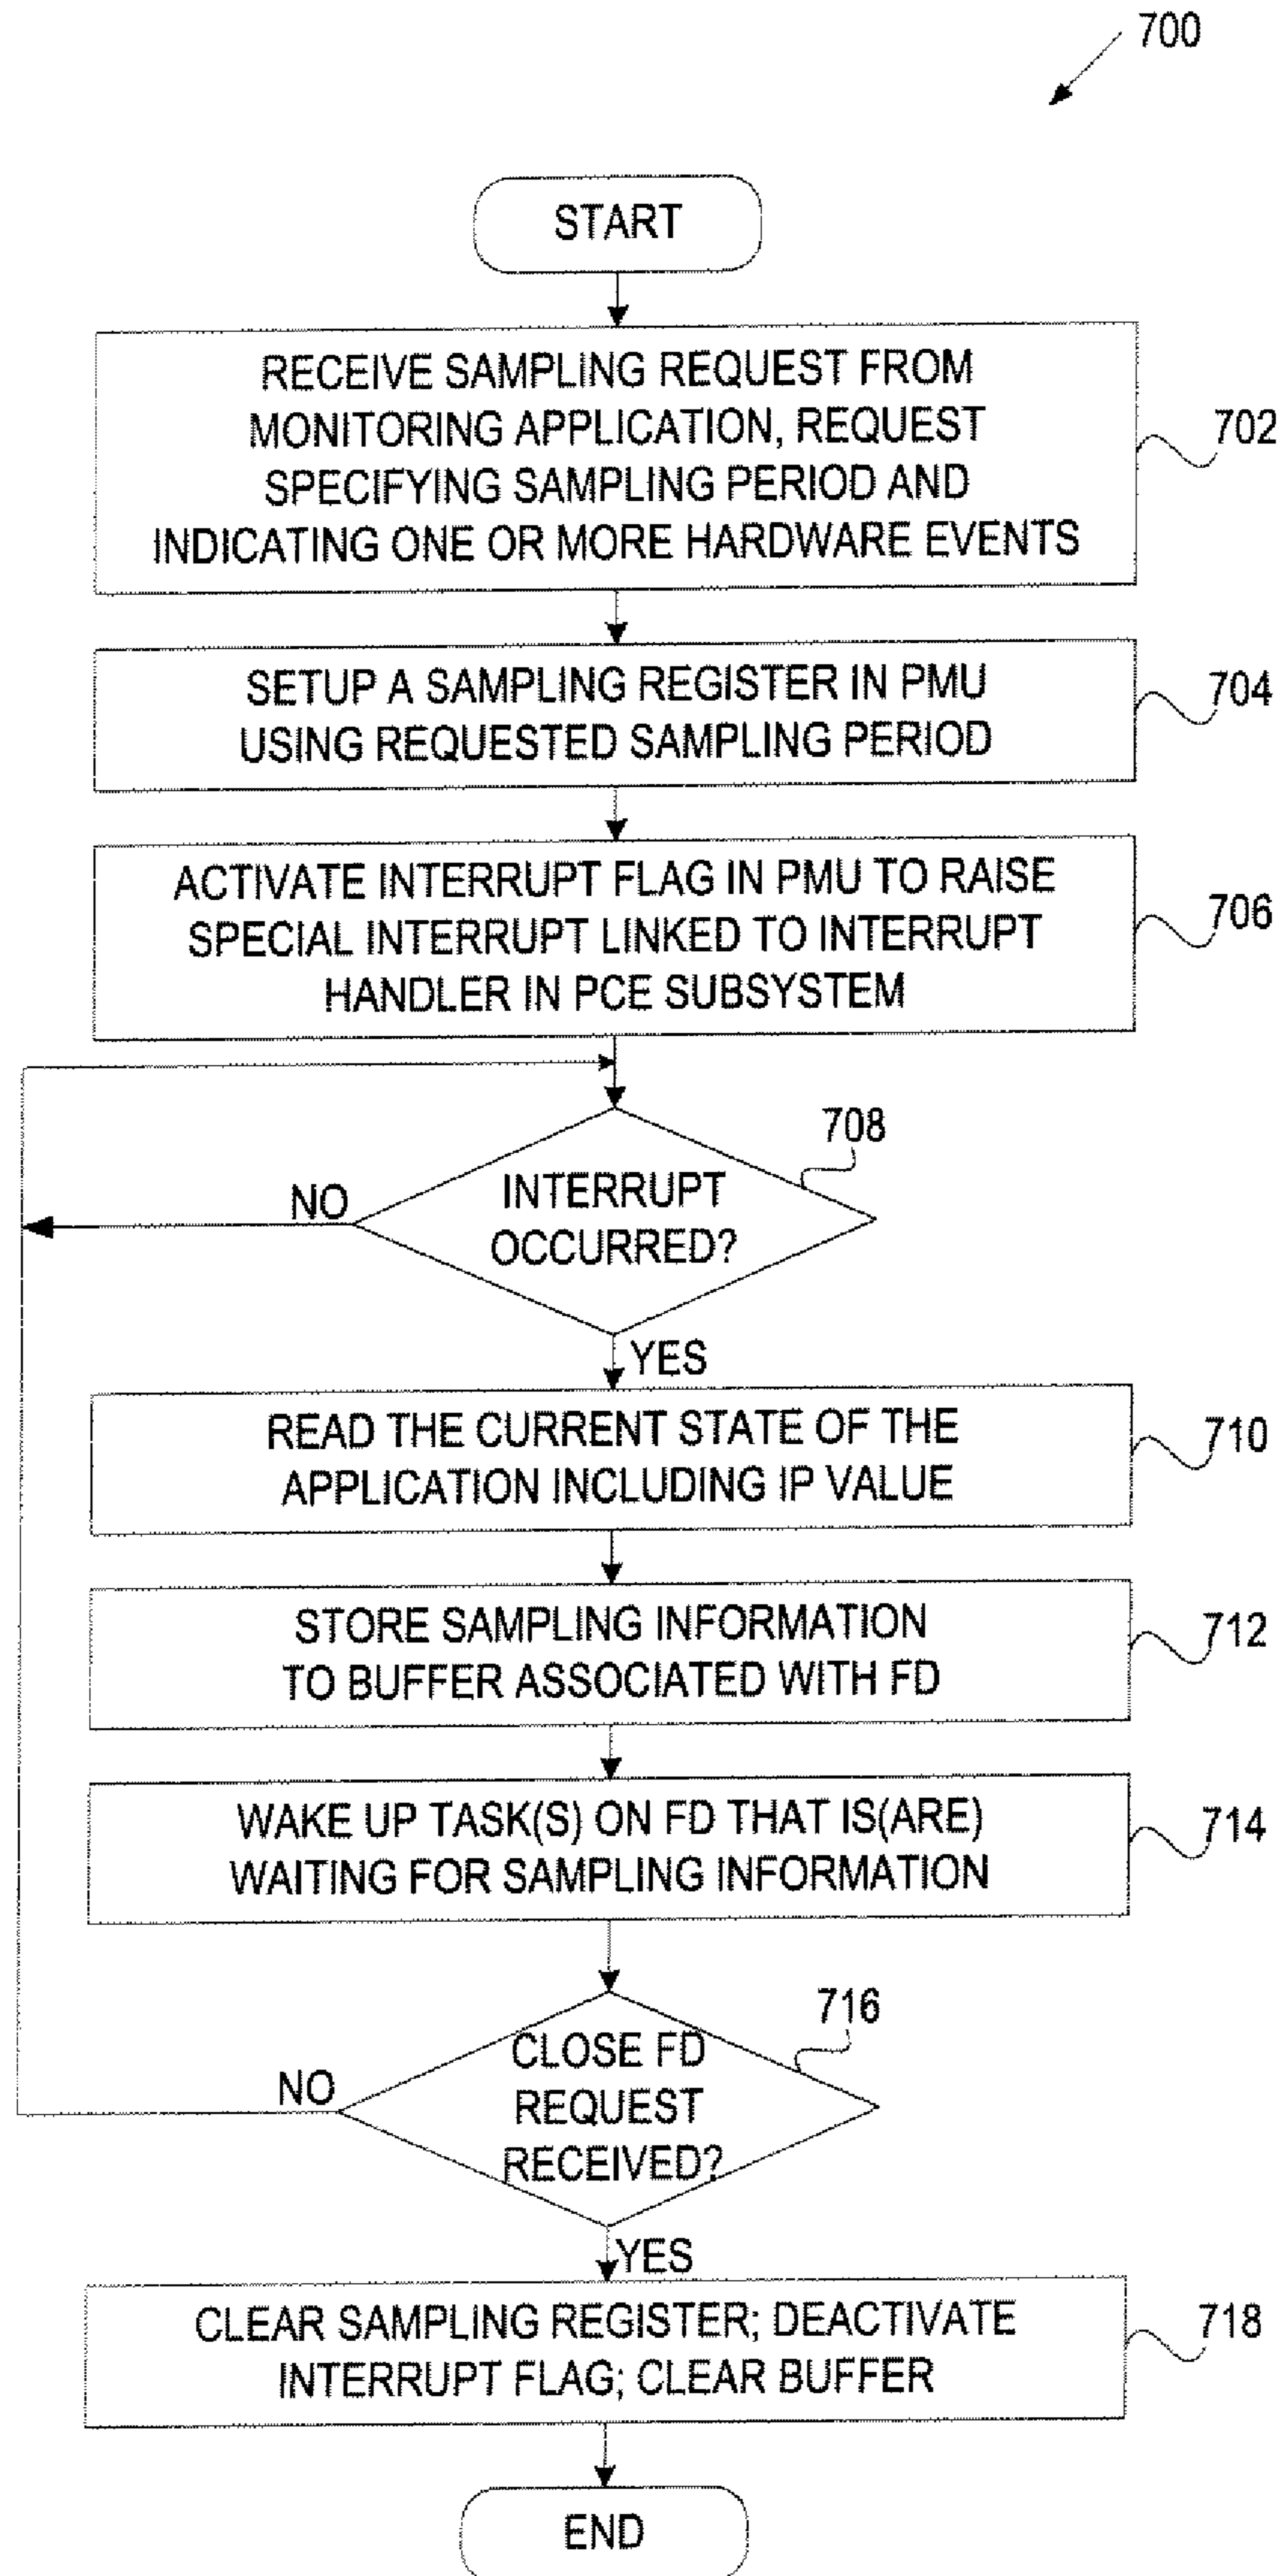 700
START
RECEIVE SAMPLING REQUEST FROM
MONITORING APPLICATION, REQUEST
SPECIFYING SAMPLING PERIOD AND
INDICATING ONE OR MORE HARDWARE EVENTS
702
SETUP A SAMPLING REGISTER IN PMU
USING REQUESTED SAMPLING PERIOD
704
ACTIVATE INTERRUPT FLAG IN PMU TO RAISE
SPECIAL INTERRUPT LINKED TO INTERRUPT
HANDLER IN PCE SUBSYSTEM
706
708
INTERRUPT
OCCURRED?
NO
YES
READ THE CURRENT STATE OF THE
APPLICATION INCLUDING IP VALUE
710
STORE SAMPLING INFORMATION
TO BUFFER ASSOCIATED WITH FD
712
WAKE UP TASK(S) ON FD THAT IS(ARE)
WAITING FOR SAMPLING INFORMATION
714
716
CLOSE FD
REQUEST
RECEIVED?
NO
YES
CLEAR SAMPLING REGISTER; DEACTIVATE
INTERRUPT FLAG; CLEAR BUFFER
718
END